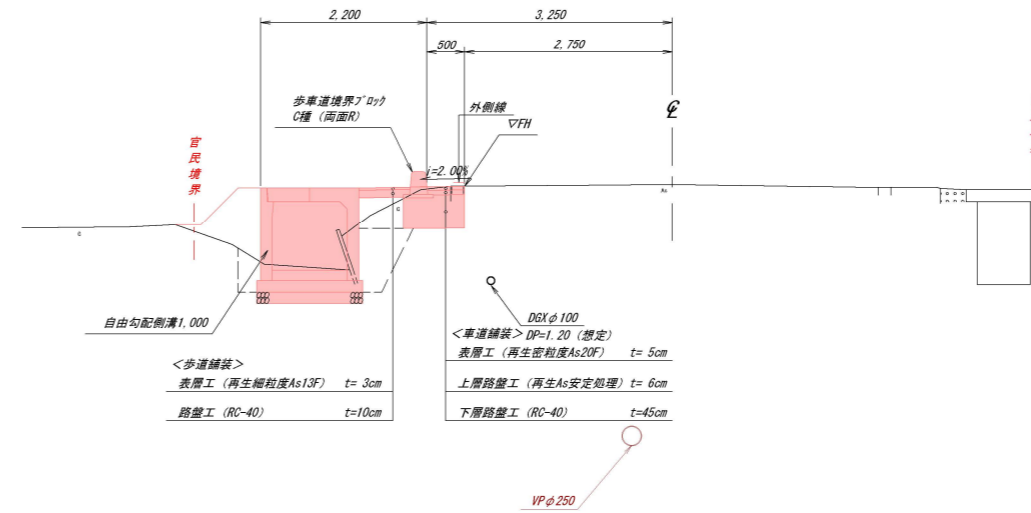 2,200
3,250
500
2,750
歩車道境界ブロック
C種 (両面R)
外側線
▽FH
℄
官民境界
i=2.00%
As
G
G
自由勾配側溝1,000
DGXφ100
DP=1.20 (想定)
<車道舗装>
表層工 (再生密粒度As20F) t= 5cm
上層路盤工 (再生As安定処理) t= 6cm
下層路盤工 (RC-40) t=45cm
<歩道舗装>
表層工 (再生細粒度As13F) t= 3cm
路盤工 (RC-40) t=10cm
VPφ250